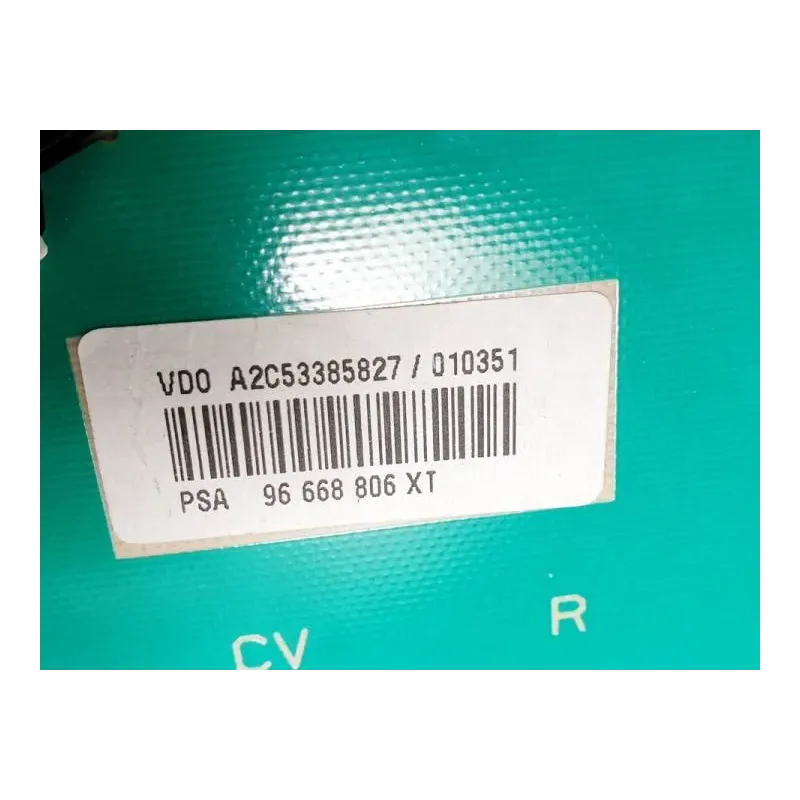 VDO A2C53385827 / 010351
PSA 96 668 806 XT
CV R